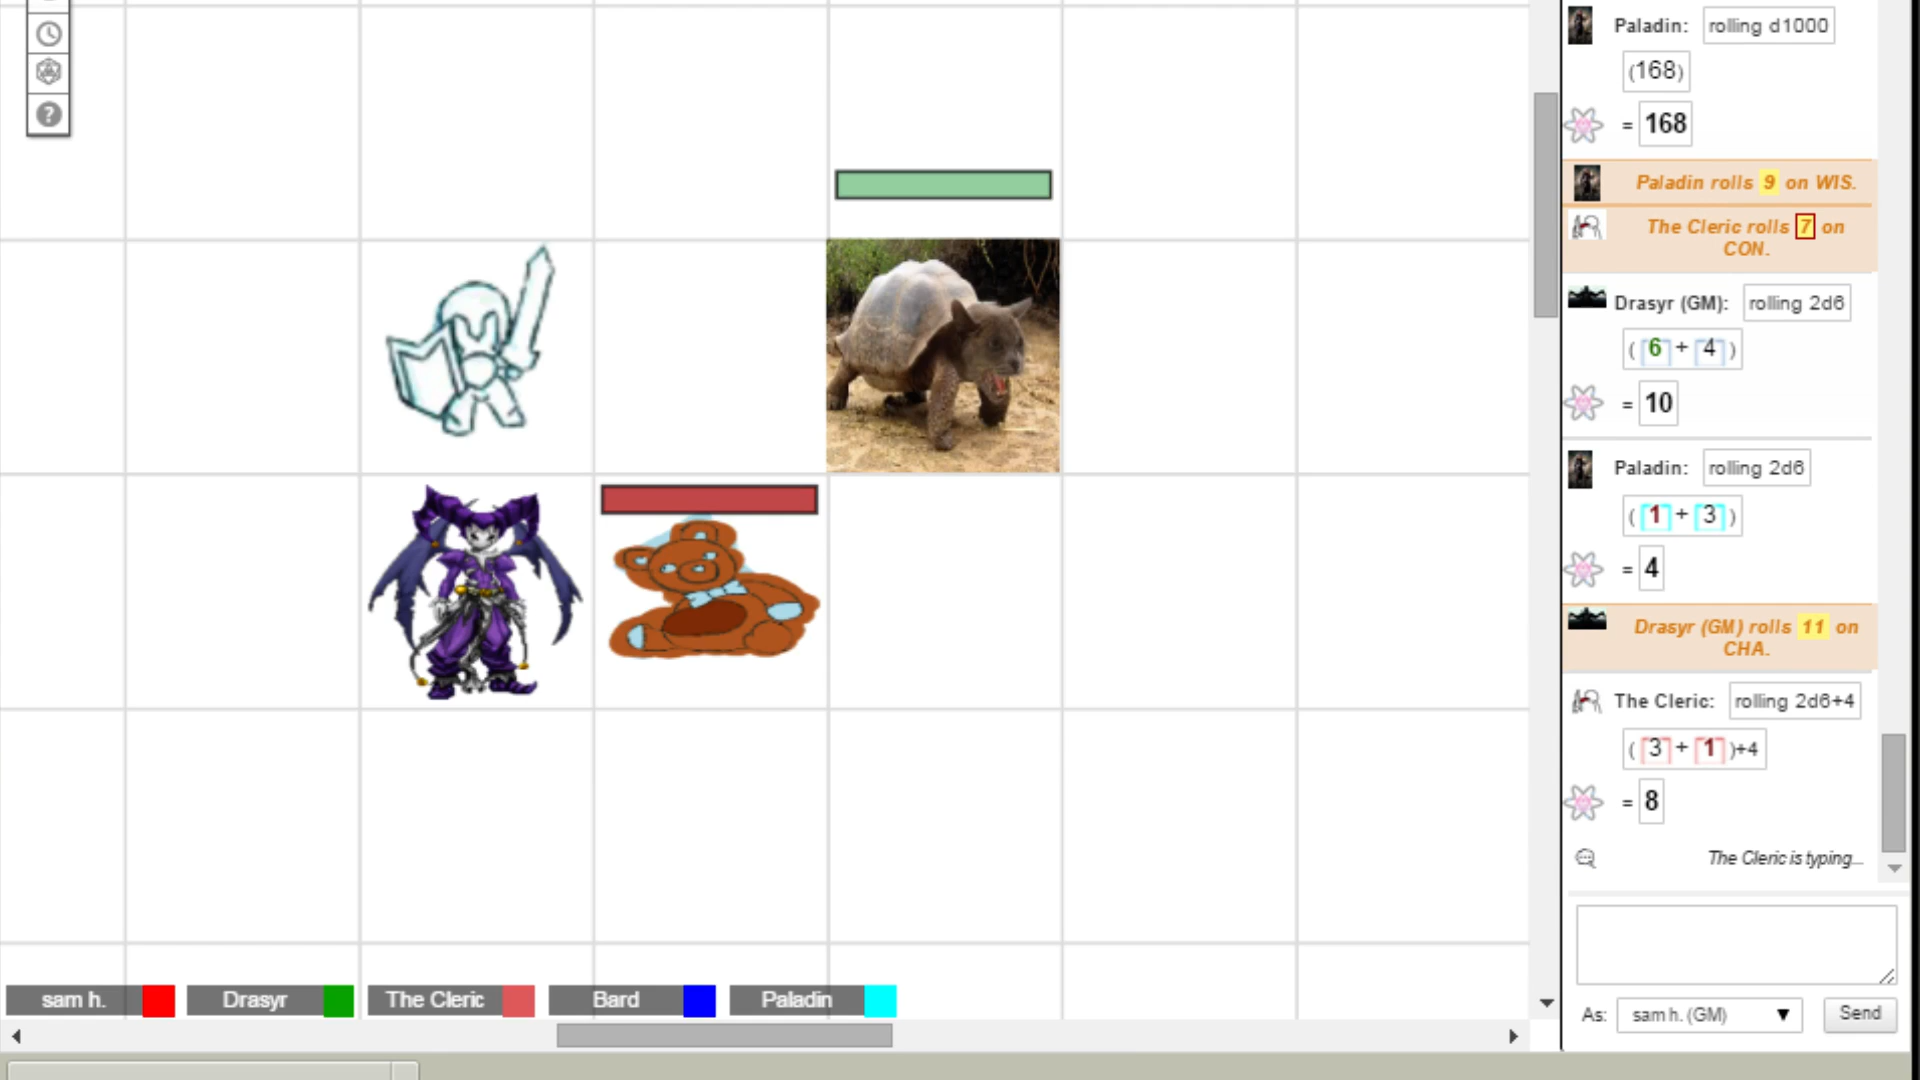 Paladin: rolling d1000
(168)
= 168
Paladin rolls 9 on WIS.
The Cleric rolls 7 on
CON.
Drasyr (GM): rolling 2d6
( 6 + 4 )
= 10
Paladin: rolling 2d6
( 1 + 3 )
= 4
Drasyr (GM) rolls 11 on
CHA.
The Cleric: rolling 2d6+4
( 3 + 1 )+4
= 8
The Cleric is typing...
As: sam h. (GM) Send
sam h. Drasyr The Cleric Bard Paladin
?